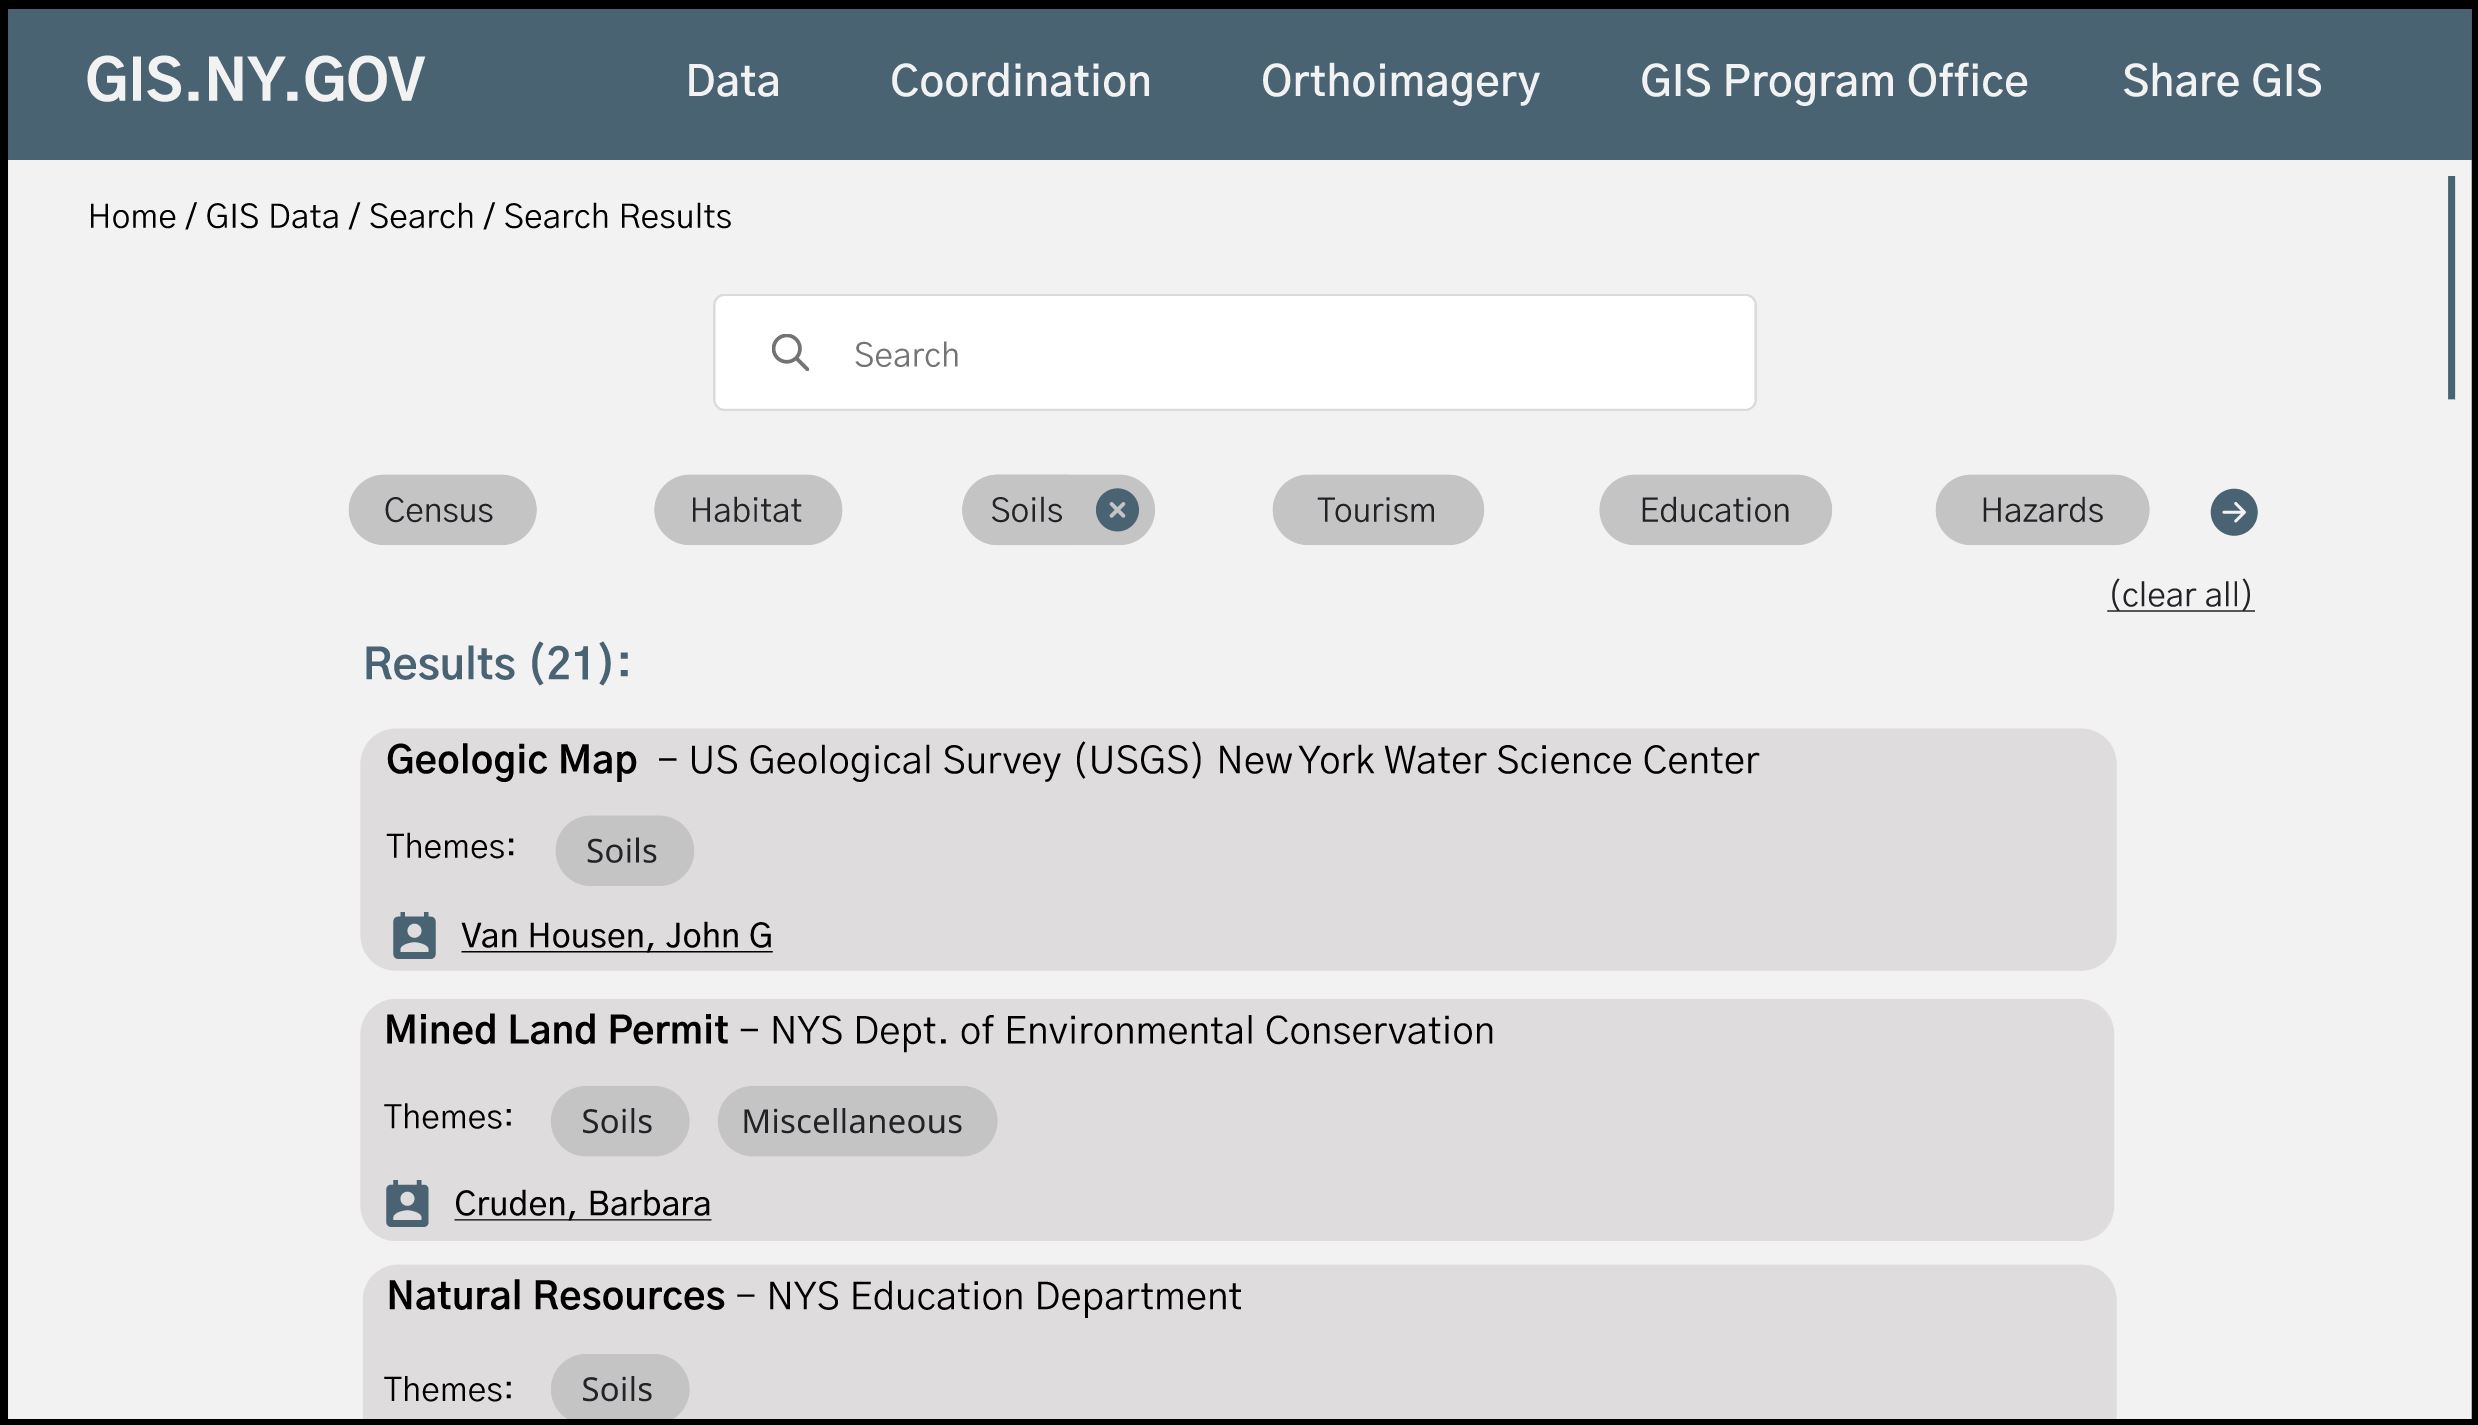 GIS.NY.GOV Data Coordination Orthoimagery GIS Program Office Share GIS
Home / GIS Data / Search / Search Results
Search
Census Habitat Soils Tourism Education Hazards
(clear all)
Results (21):
Geologic Map – US Geological Survey (USGS) New York Water Science Center
Themes: Soils
Van Housen, John G
Mined Land Permit – NYS Dept. of Environmental Conservation
Themes: Soils Miscellaneous
Cruden, Barbara
Natural Resources – NYS Education Department
Themes: Soils